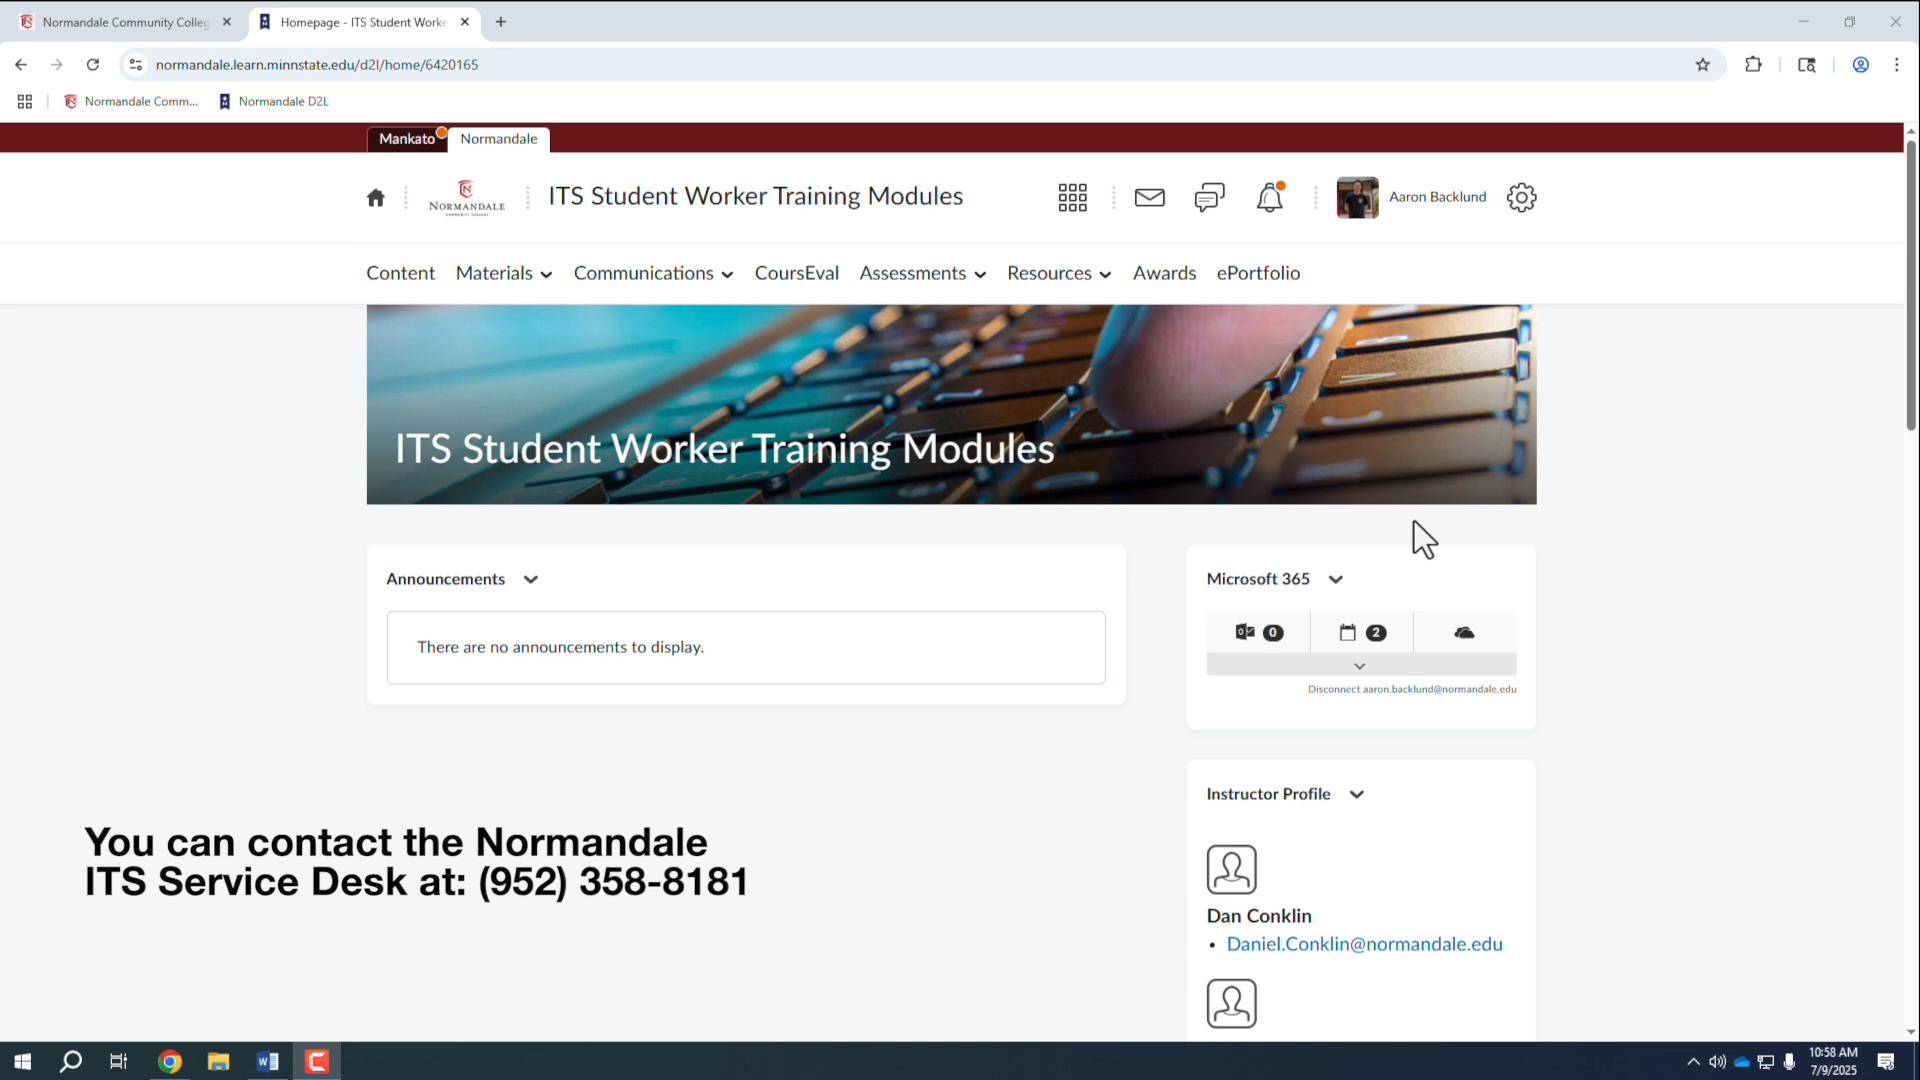 Normandale Community Colleg
Homepage - ITS Student Worke
normandale.learn.minnstate.edu/d2l/home/6420165
Normandale Comm...
Normandale D2L
Mankato
Normandale
NORMANDALE
COMMUNITY COLLEGE
ITS Student Worker Training Modules
Aaron Backlund
Content
Materials
Communications
CoursEval
Assessments
Resources
Awards
ePortfolio
ITS Student Worker Training Modules
Announcements
There are no announcements to display.
Microsoft 365
0
2
Disconnect aaron.backlund@normandale.edu
Instructor Profile
Dan Conklin
• Daniel.Conklin@normandale.edu
You can contact the Normandale
ITS Service Desk at: (952) 358-8181
10:58 AM
7/9/2025